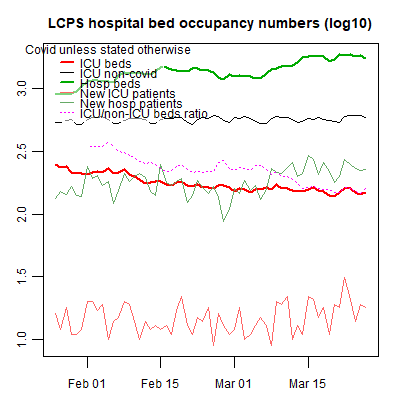 LCPS hospital bed occupancy numbers (log10)
Covid unless stated otherwise
ICU beds
ICU non-covid
Hosp beds
New ICU patients
New hosp patients
ICU/non-ICU beds ratio
3.0
2.5
2.0
1.5
1.0
Feb 01
Feb 15
Mar 01
Mar 15